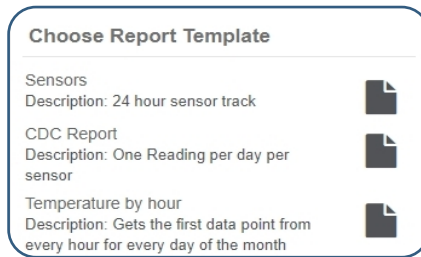 Choose Report Template
Sensors
Description: 24 hour sensor track
CDC Report
Description: One Reading per day per
sensor
Temperature by hour
Description: Gets the first data point from
every hour for every day of the month